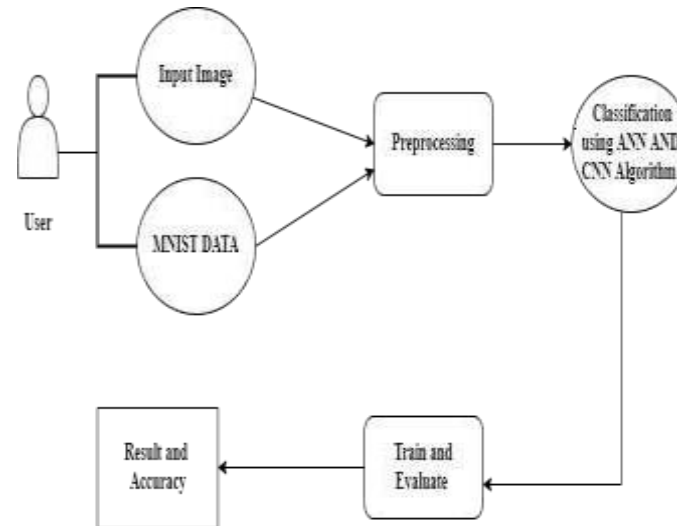 Input Image
Preprocessing
Classification
using ANN AND
CNN Algorithm
User
MNIST DATA
Result and
Accuracy
Train and
Evaluate